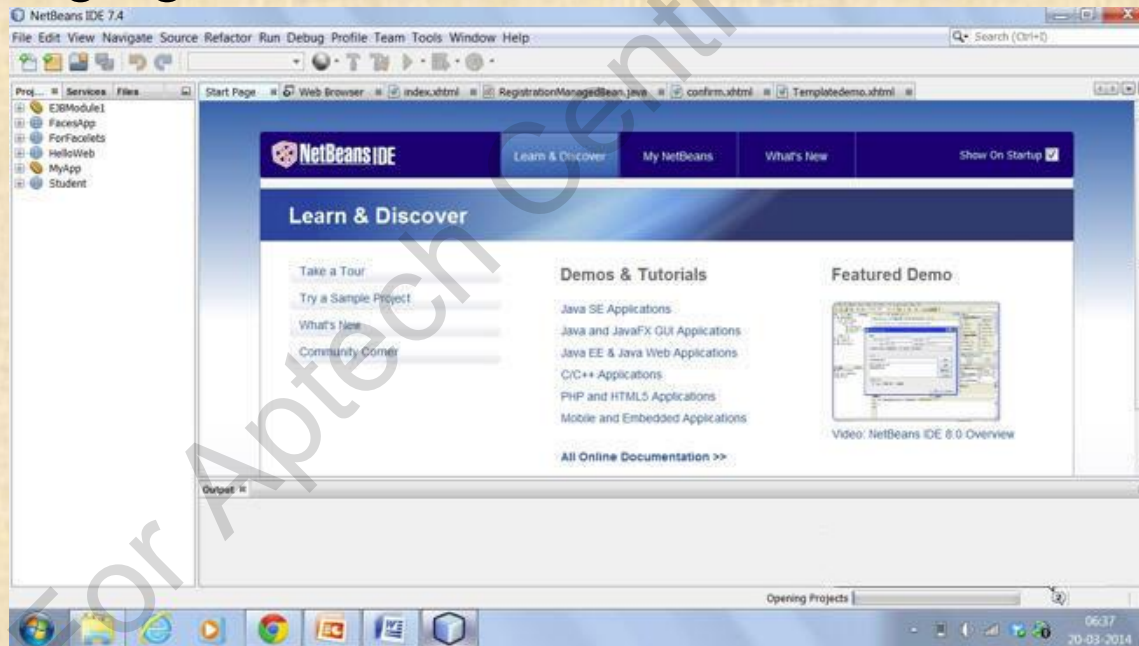 NetBeans IDE 7.4
File Edit View Navigate Source Refactor Run Debug Profile Team Tools Window Help
Search (Ctrl+I)
Proj... Services Files
Start Page Web Browser index.xhtml RegistrationManagedBean.java confirm.xhtml Templatedemo.xhtml
EJBModule1
FacesApp
ForFacelets
HelloWeb
MyApp
Student
NetBeans IDE Learn & Discover My NetBeans What's New Show On Startup
Learn & Discover
Take a Tour
Try a Sample Project
What's New
Community Corner
Demos & Tutorials
Java SE Applications
Java and JavaFX GUI Applications
Java EE & Java Web Applications
C/C++ Applications
PHP and HTML5 Applications
Mobile and Embedded Applications
All Online Documentation >>
Featured Demo
Video: NetBeans IDE 8.0 Overview
Output
Opening Projects
06:37
20-03-2014
For Aptech Cent